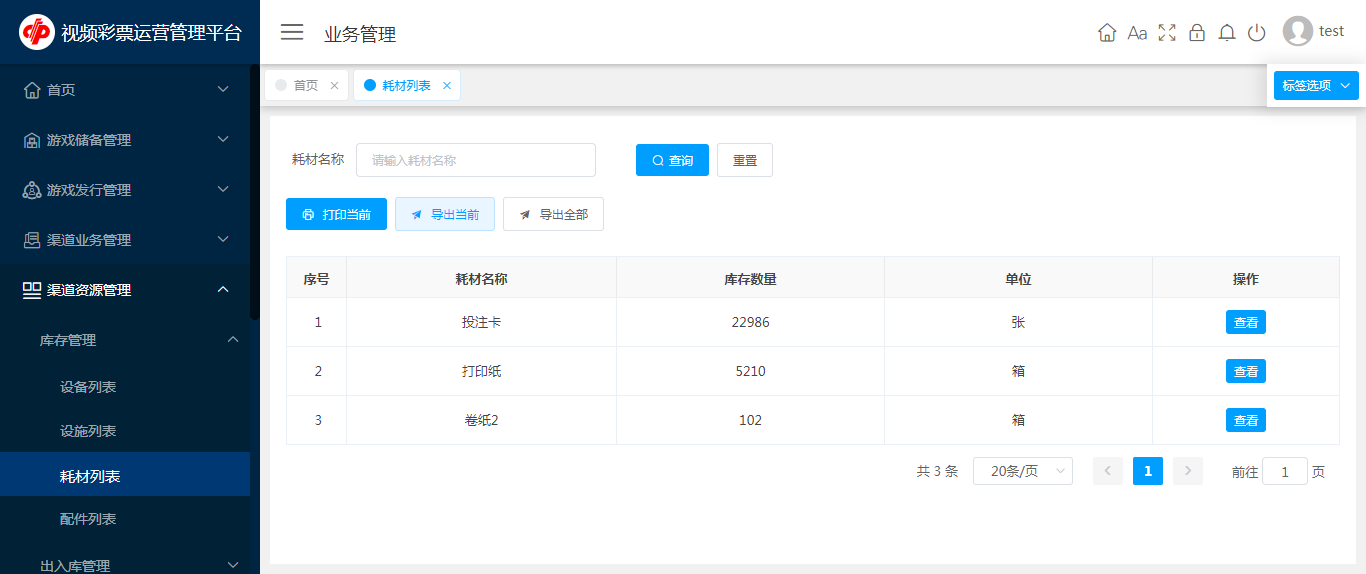 视频彩票运营管理平台
业务管理
Aa
test
首页
游戏储备管理
游戏发行管理
渠道业务管理
渠道资源管理
库存管理
设备列表
设施列表
耗材列表
配件列表
出入库管理
首页 × 耗材列表 × 标签选项
耗材名称 请输入耗材名称 查询 重置
打印当前 导出当前 导出全部
序号 耗材名称 库存数量 单位 操作
1 投注卡 22986 张 查看
2 打印纸 5210 箱 查看
3 卷纸2 102 箱 查看
共 3 条 20条/页 < 1 > 前往 1 页